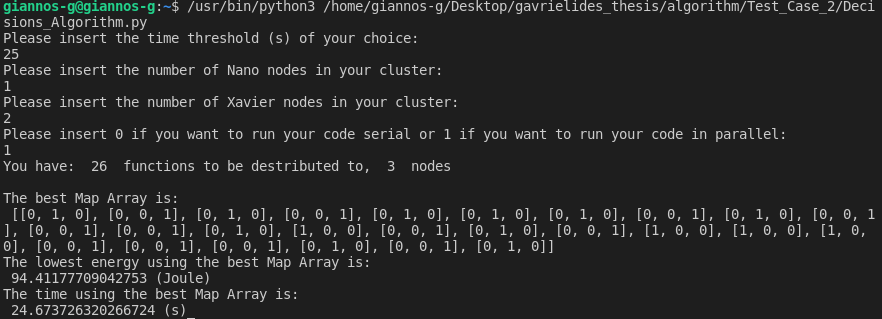 giannos-g@giannos-g:~$ /usr/bin/python3 /home/giannos-g/Desktop/gavrielides_thesis/algorithm/Test_Case_2/Deci
sions_Algorithm.py
Please insert the time threshold (s) of your choice:
25
Please insert the number of Nano nodes in your cluster:
1
Please insert the number of Xavier nodes in your cluster:
2
Please insert 0 if you want to run your code serial or 1 if you want to run your code in parallel:
1
You have:  26  functions to be destributed to,  3  nodes

The best Map Array is:
 [[0, 1, 0], [0, 0, 1], [0, 1, 0], [0, 0, 1], [0, 1, 0], [0, 1, 0], [0, 1, 0], [0, 0, 1], [0, 1, 0], [0, 0, 1
], [0, 0, 1], [0, 0, 1], [0, 1, 0], [1, 0, 0], [0, 0, 1], [0, 1, 0], [0, 0, 1], [1, 0, 0], [1, 0, 0], [1, 0,
0], [0, 0, 1], [0, 0, 1], [0, 0, 1], [0, 1, 0], [0, 0, 1], [0, 1, 0]]
The lowest energy using the best Map Array is:
 94.41177709042753 (Joule)
The time using the best Map Array is:
 24.673726320266724 (s)